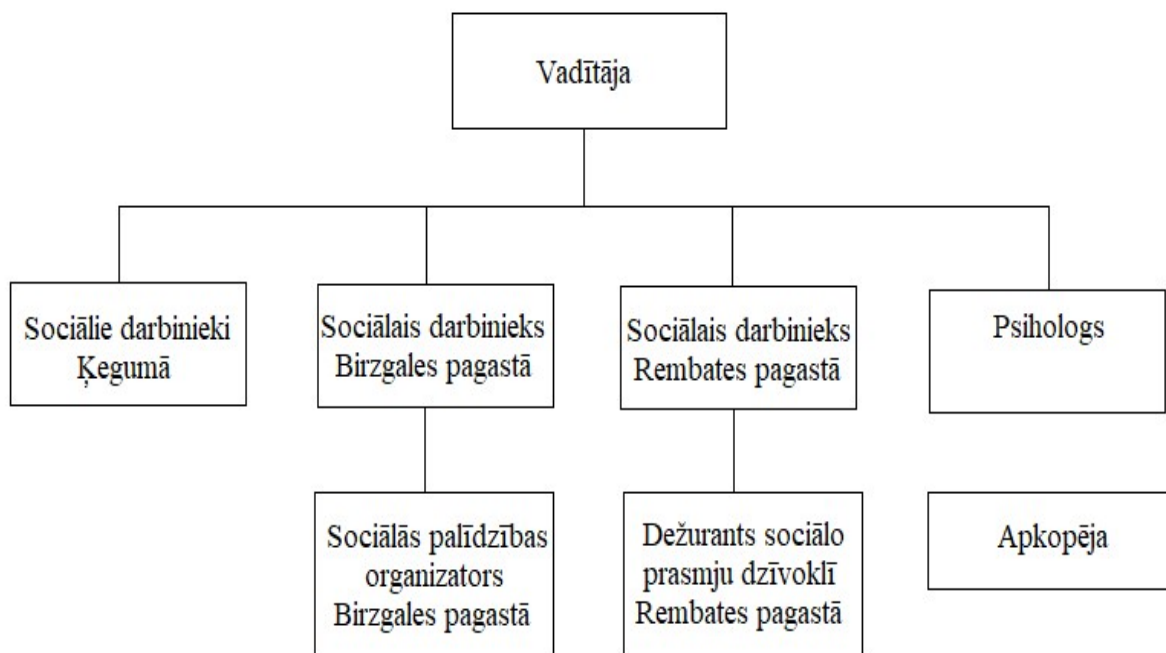 Vadītāja
Sociālie darbinieki
Ķegumā
Sociālais darbinieks
Birzgales pagastā
Sociālais darbinieks
Rembates pagastā
Psihologs
Sociālās palīdzības
organizators
Birzgales pagastā
Dežurants sociālo
prasmju dzīvoklī
Rembates pagastā
Apkopēja